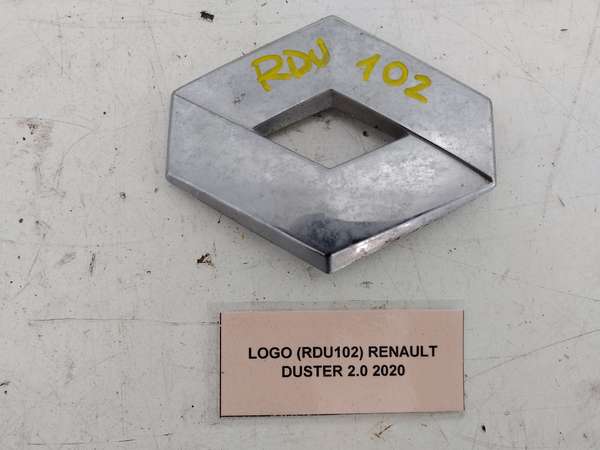 RDU 102
LOGO (RDU102) RENAULT
DUSTER 2.0 2020